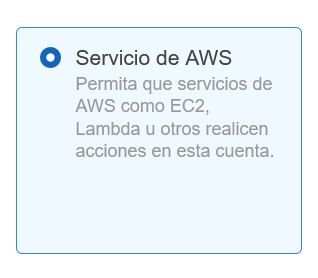 Servicio de AWS
Permita que servicios de
AWS como EC2,
Lambda u otros realicen
acciones en esta cuenta.